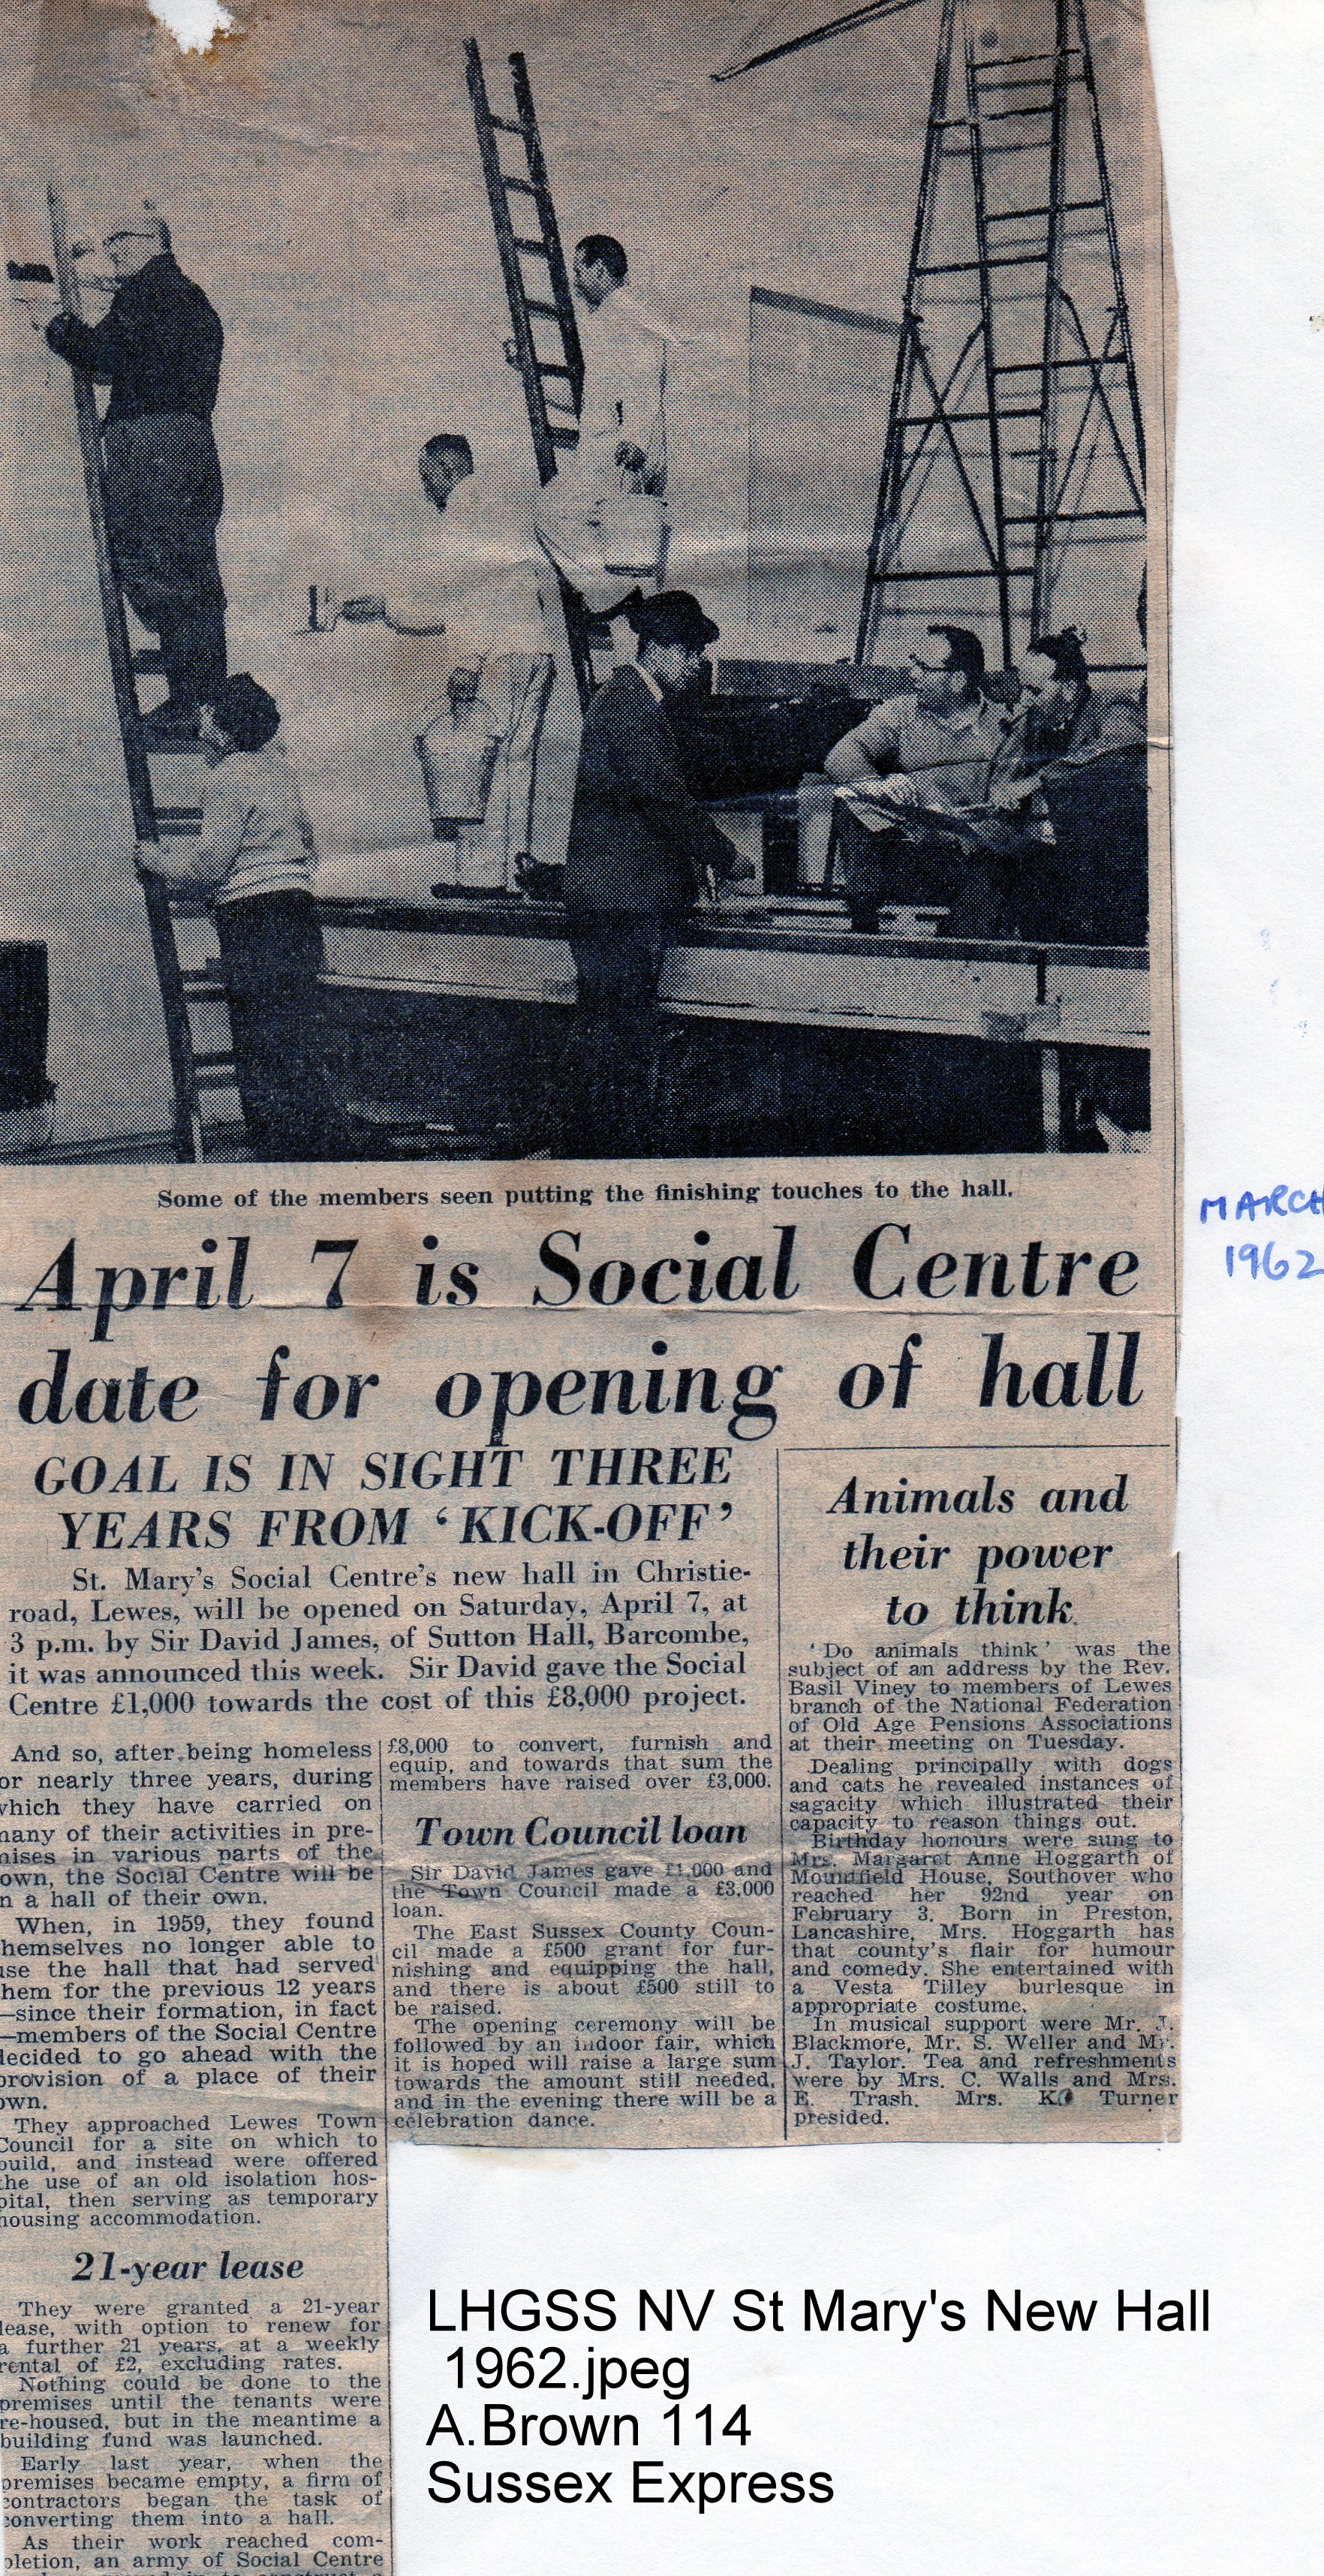 Some of the members seen putting the finishing touches to the hall.
MARCH
1962
April 7 is Social Centre
date for opening of hall
GOAL IS IN SIGHT THREE
YEARS FROM ‘KICK-OFF’
St. Mary’s Social Centre’s new hall in Christie-
road, Lewes, will be opened on Saturday, April 7, at
3 p.m. by Sir David James, of Sutton Hall, Barcombe,
it was announced this week. Sir David gave the Social
Centre £1,000 towards the cost of this £8,000 project.
And so, after being homeless
or nearly three years, during
which they have carried on
many of their activities in pre-
mises in various parts of the
own, the Social Centre will be
n a hall of their own.
When, in 1959, they found
hemselves no longer able to
use the hall that had served
hem for the previous 12 years
—since their formation, in fact
—members of the Social Centre
decided to go ahead with the
provision of a place of their
own.
They approached Lewes Town
Council for a site on which to
build, and instead were offered
the use of an old isolation hos-
pital, then serving as temporary
housing accommodation.
21-year lease
They were granted a 21-year
lease, with option to renew for
a further 21 years, at a weekly
rental of £2, excluding rates.
Nothing could be done to the
premises until the tenants were
re-housed, but in the meantime a
building fund was launched.
Early last year, when the
premises became empty, a firm of
contractors began the task of
converting them into a hall.
As their work reached com-
pletion, an army of Social Centre
£8,000 to convert, furnish and
equip, and towards that sum the
members have raised over £3,000.
Town Council loan
Sir David James gave £1,000 and
the Town Council made a £3,000
loan.
The East Sussex County Coun-
cil made a £500 grant for fur-
nishing and equipping the hall,
and there is about £500 still to
be raised.
The opening ceremony will be
followed by an indoor fair, which
it is hoped will raise a large sum
towards the amount still needed,
and in the evening there will be a
celebration dance.
Animals and
their power
to think
‘Do animals think’ was the
subject of an address by the Rev.
Basil Viney to members of Lewes
branch of the National Federation
of Old Age Pensions Associations
at their meeting on Tuesday.
Dealing principally with dogs
and cats he revealed instances of
sagacity which illustrated their
capacity to reason things out.
Birthday honours were sung to
Mrs. Margaret Anne Hoggarth of
Moundfield House, Southover who
reached her 92nd year on
February 3. Born in Preston,
Lancashire, Mrs. Hoggarth has
that county’s flair for humour
and comedy. She entertained with
a Vesta Tilley burlesque in
appropriate costume.
In musical support were Mr. J.
Blackmore, Mr. S. Weller and Mr.
J. Taylor. Tea and refreshments
were by Mrs. C. Walls and Mrs.
E. Trash. Mrs. Turner
presided.
LHGSS NV St Mary's New Hall
1962.jpeg
A.Brown 114
Sussex Express